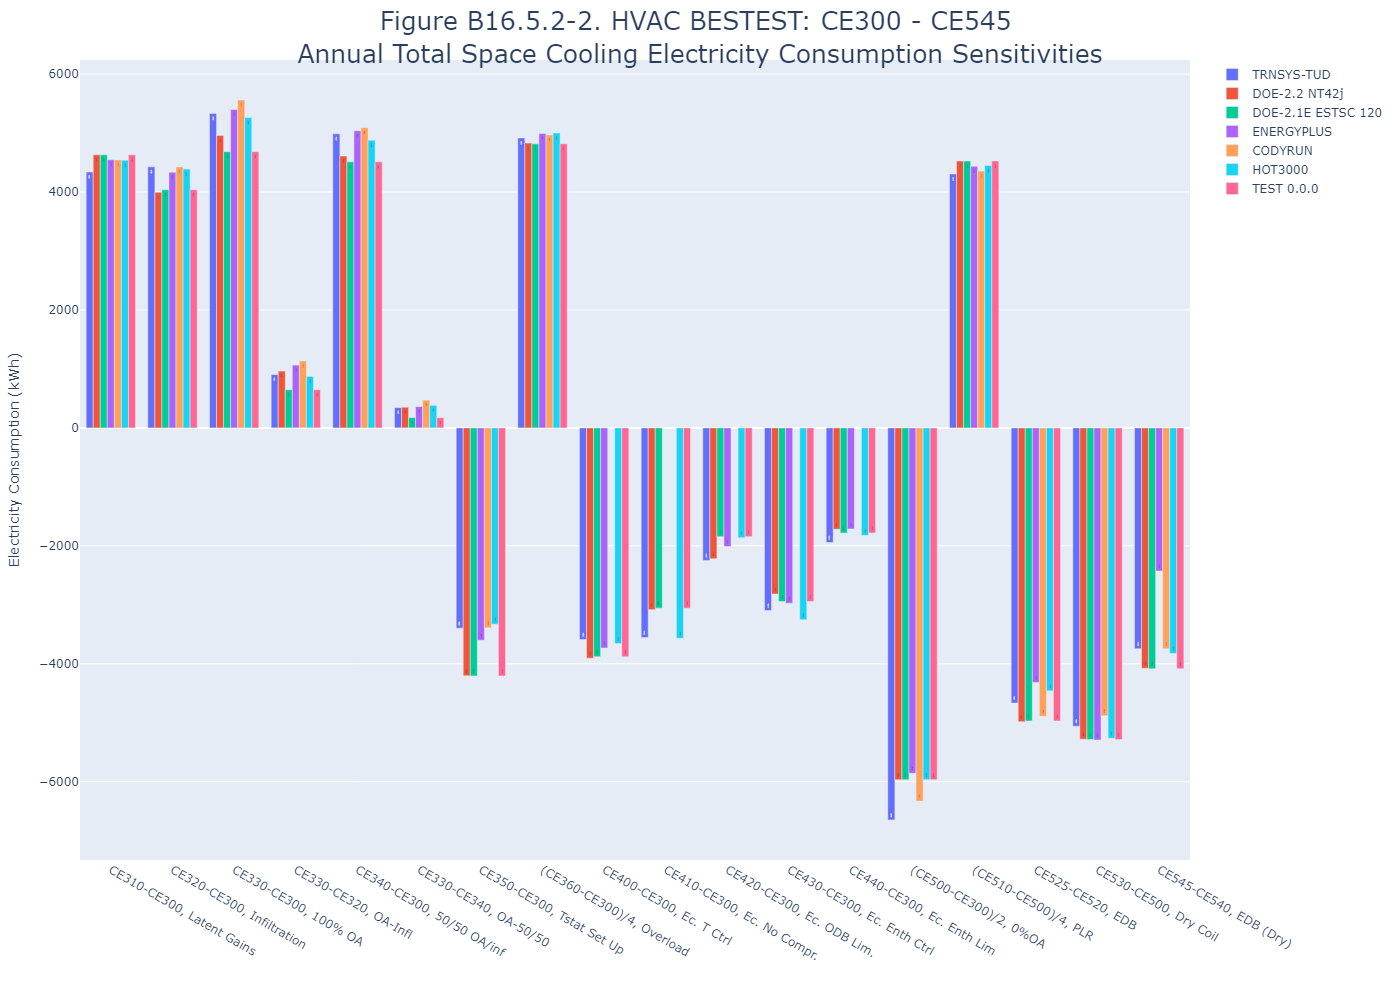 Figure B16.5.2-2. HVAC BESTEST: CE300 - CE545
Annual Total Space Cooling Electricity Consumption Sensitivities
TRNSYS-TUD
DOE-2.2 NT42j
DOE-2.1E ESTSC 120
ENERGYPLUS
CODYRUN
HOT3000
TEST 0.0.0
Electricity Consumption (kWh)
6000
4000
2000
0
−2000
−4000
−6000
CE310-CE300, Latent Gains
CE320-CE300, Infiltration
CE330-CE300, 100% OA
CE330-CE320, OA-Infl
CE340-CE300, 50/50 OA/inf
CE330-CE340, OA-50/50
CE350-CE300, Tstat Set Up
(CE360-CE300)/4, Overload
CE400-CE300, Ec. T Ctrl
CE410-CE300, Ec. No Compr.
CE420-CE300, Ec. ODB Lim.
CE430-CE300, Ec. Enth Ctrl
CE440-CE300, Ec. Enth Lim
(CE500-CE300)/2, 0%OA
(CE510-CE500)/4, PLR
CE525-CE520, EDB
CE530-CE500, Dry Coil
CE545-CE540, EDB (Dry)